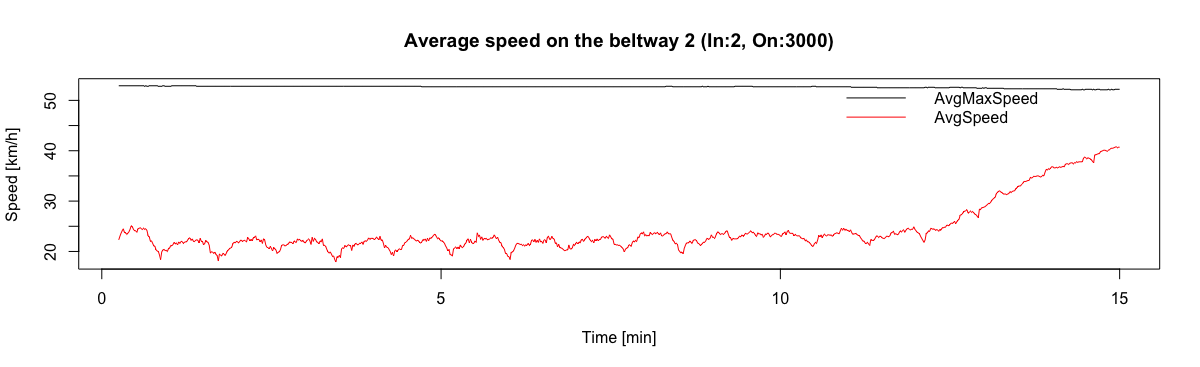 Average speed on the beltway 2 (In:2, On:3000)
AvgMaxSpeed
AvgSpeed
Speed [km/h]
50
40
30
20
0 5 10 15
Time [min]